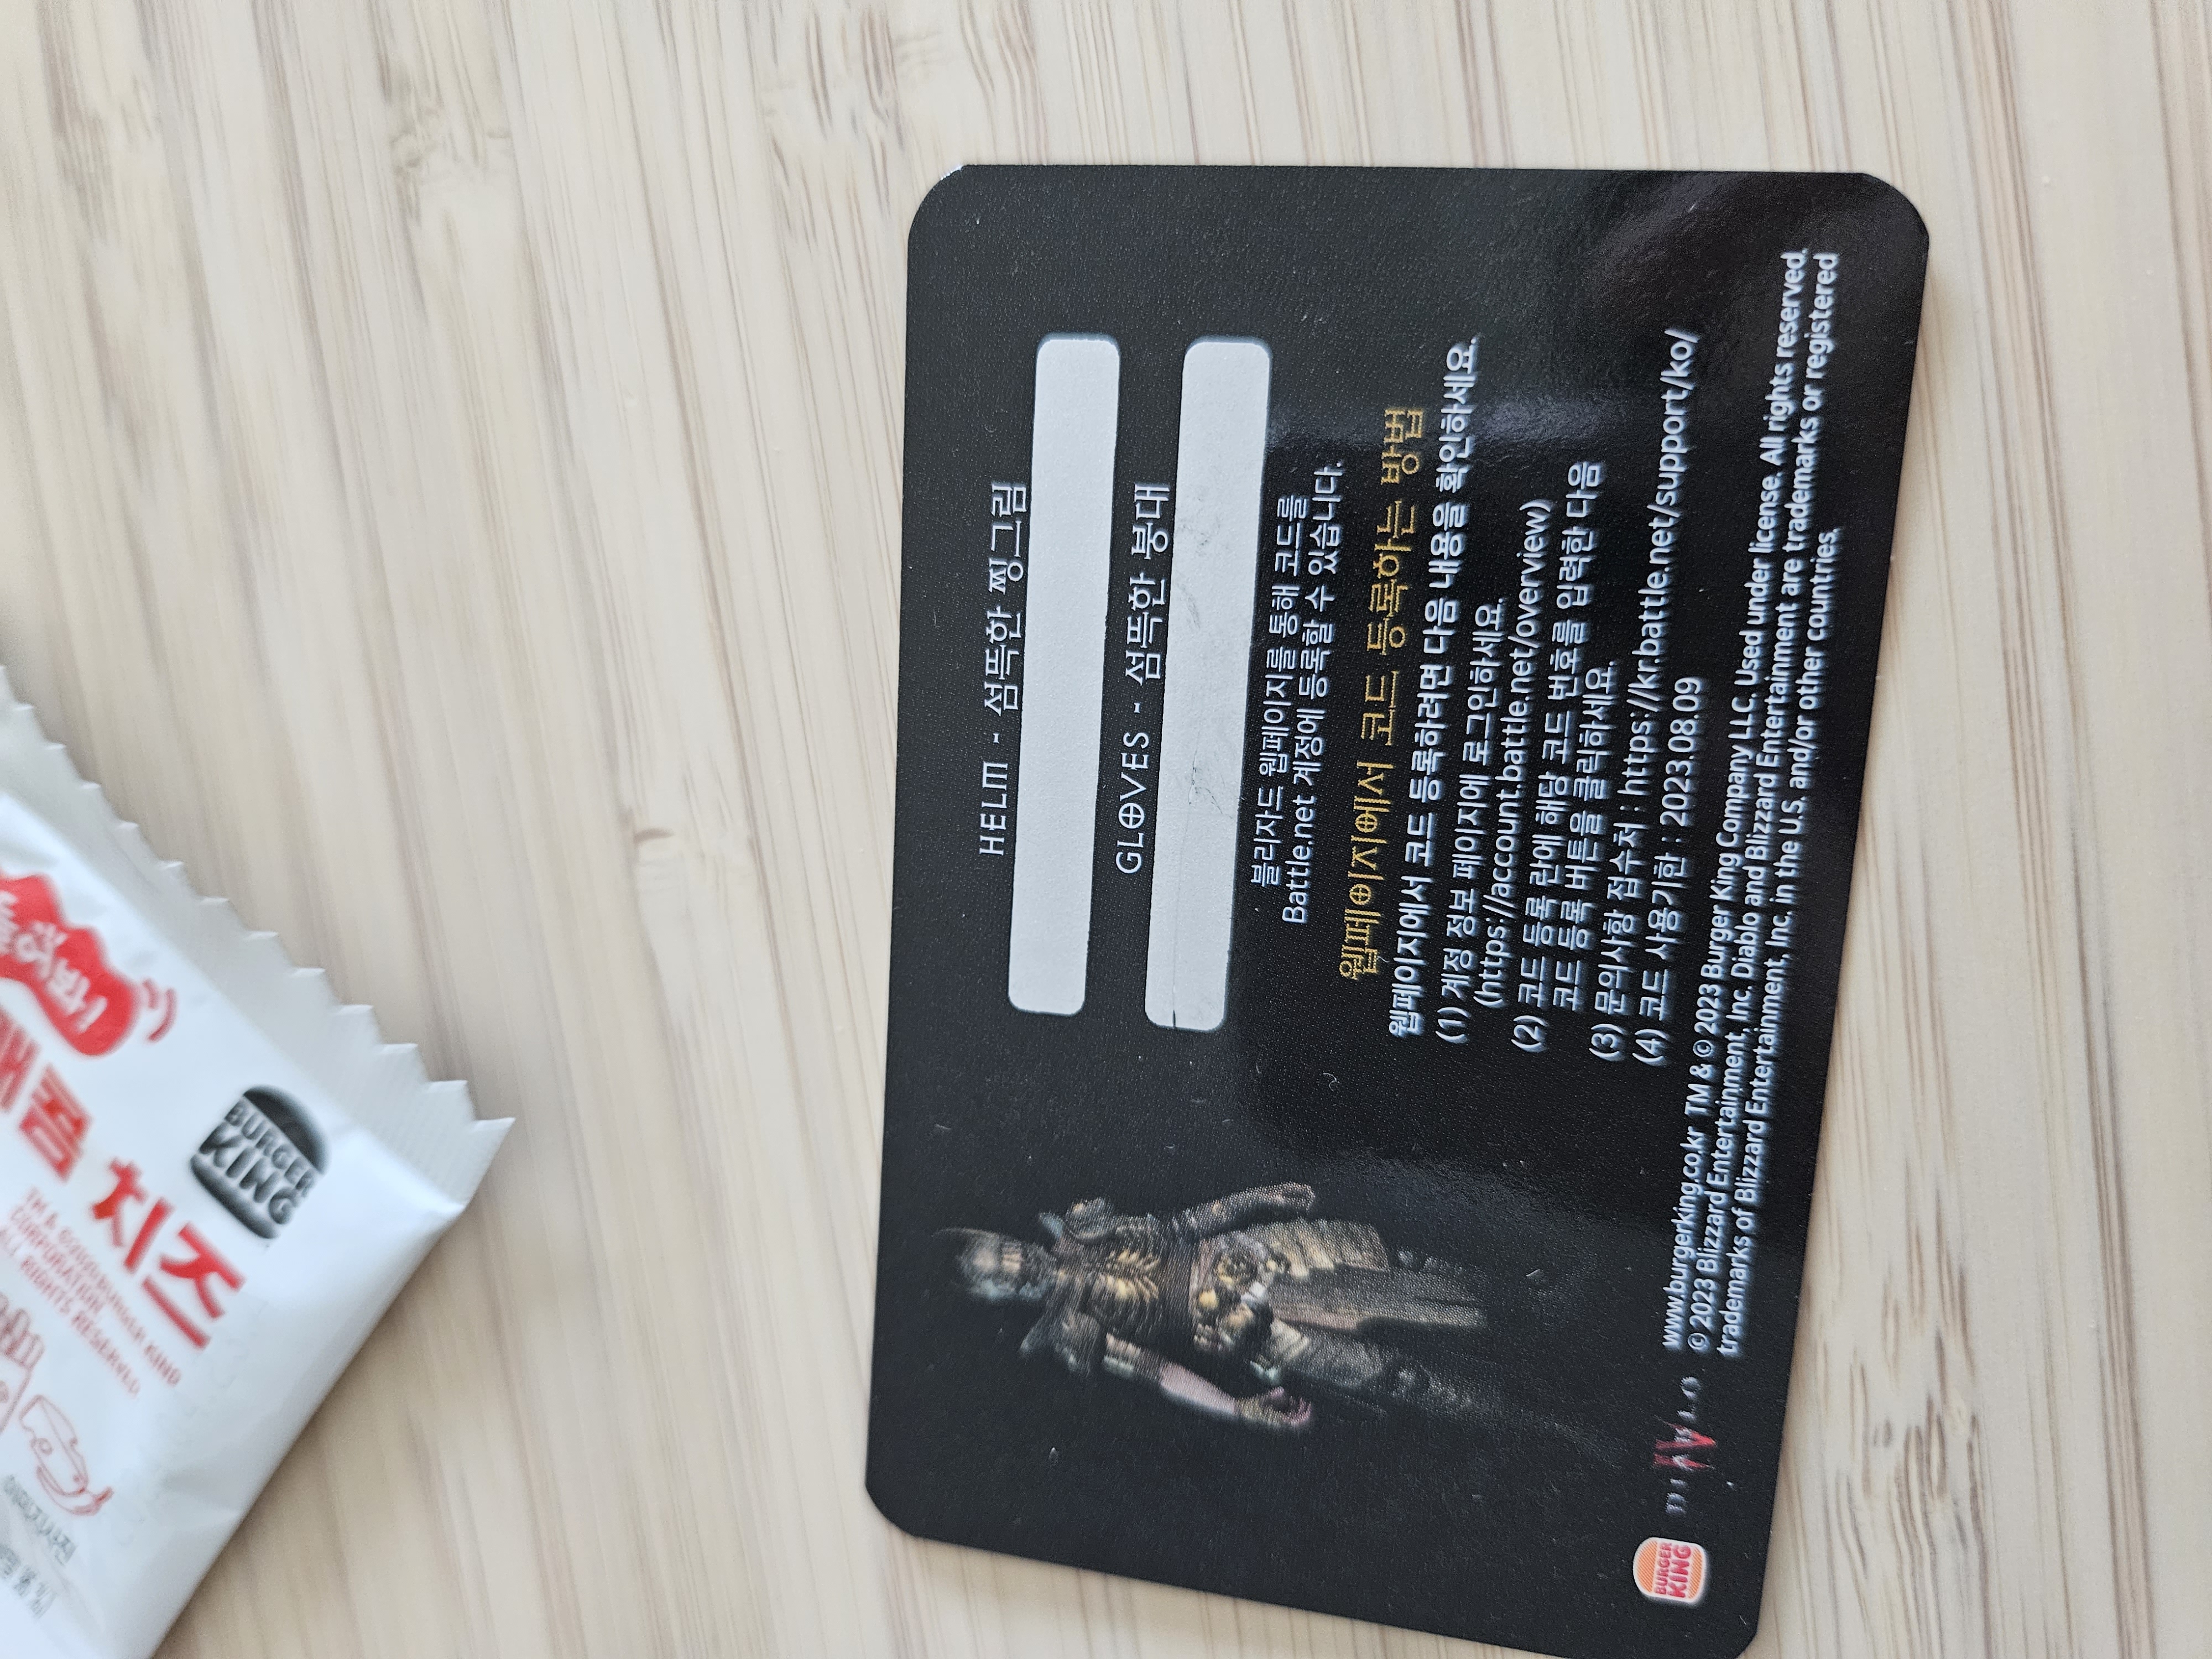 HELM - 섬뜩한 찡그림
GLOVES - 섬뜩한 붕대
블리자드 웹페이지를 통해 코드를
Battle.net 계정에 등록할 수 있습니다.
웹페이지에서 코드 등록하는 방법
웹페이지에서 코드 등록하려면 다음 내용을 확인하세요.
(1) 계정 정보 페이지에 로그인하세요.
(https://account.battle.net/overview)
(2) 코드 등록 란에 해당 코드 번호를 입력한 다음
코드 등록 버튼을 클릭하세요.
(3) 문의사항 접수처 : https://kr.battle.net/support/ko/
(4) 코드 사용기한 : 2023.08.09
www.burgerking.co.kr TM & © 2023 Burger King Company LLC. Used under license. All rights reserved.
© 2023 Blizzard Entertainment, Inc. Diablo and Blizzard Entertainment are trademarks or registered
trademarks of Blizzard Entertainment, Inc. in the U.S. and/or other countries.
BURGER
KING
DIABLO
IV
치즈
BURGER
KING
CORPORATION
ALL RIGHTS RESERVED.